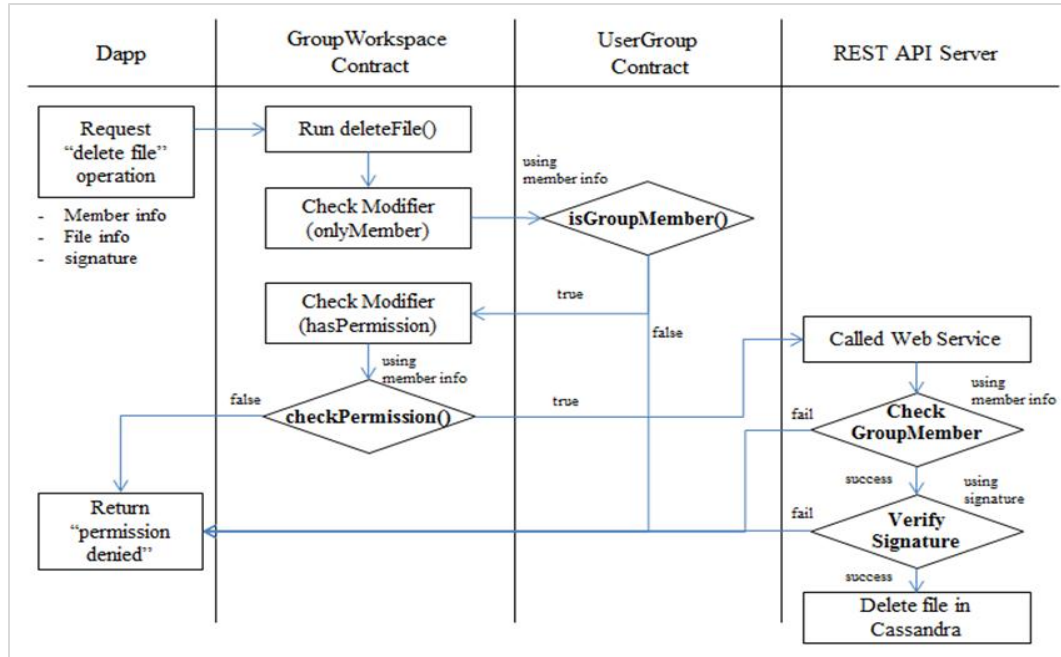 Dapp
GroupWorkspace
Contract
UserGroup
Contract
REST API Server
Request
“delete file”
operation
- Member info
- File info
- signature
Run deleteFile()
Check Modifier
(onlyMember)
using
member info
isGroupMember()
true
false
Check Modifier
(hasPermission)
using
member info
false
checkPermission()
true
Called Web Service
using
member info
fail
Check
GroupMember
success
using
signature
fail
Verify
Signature
success
Delete file in
Cassandra
Return
“permission
denied”